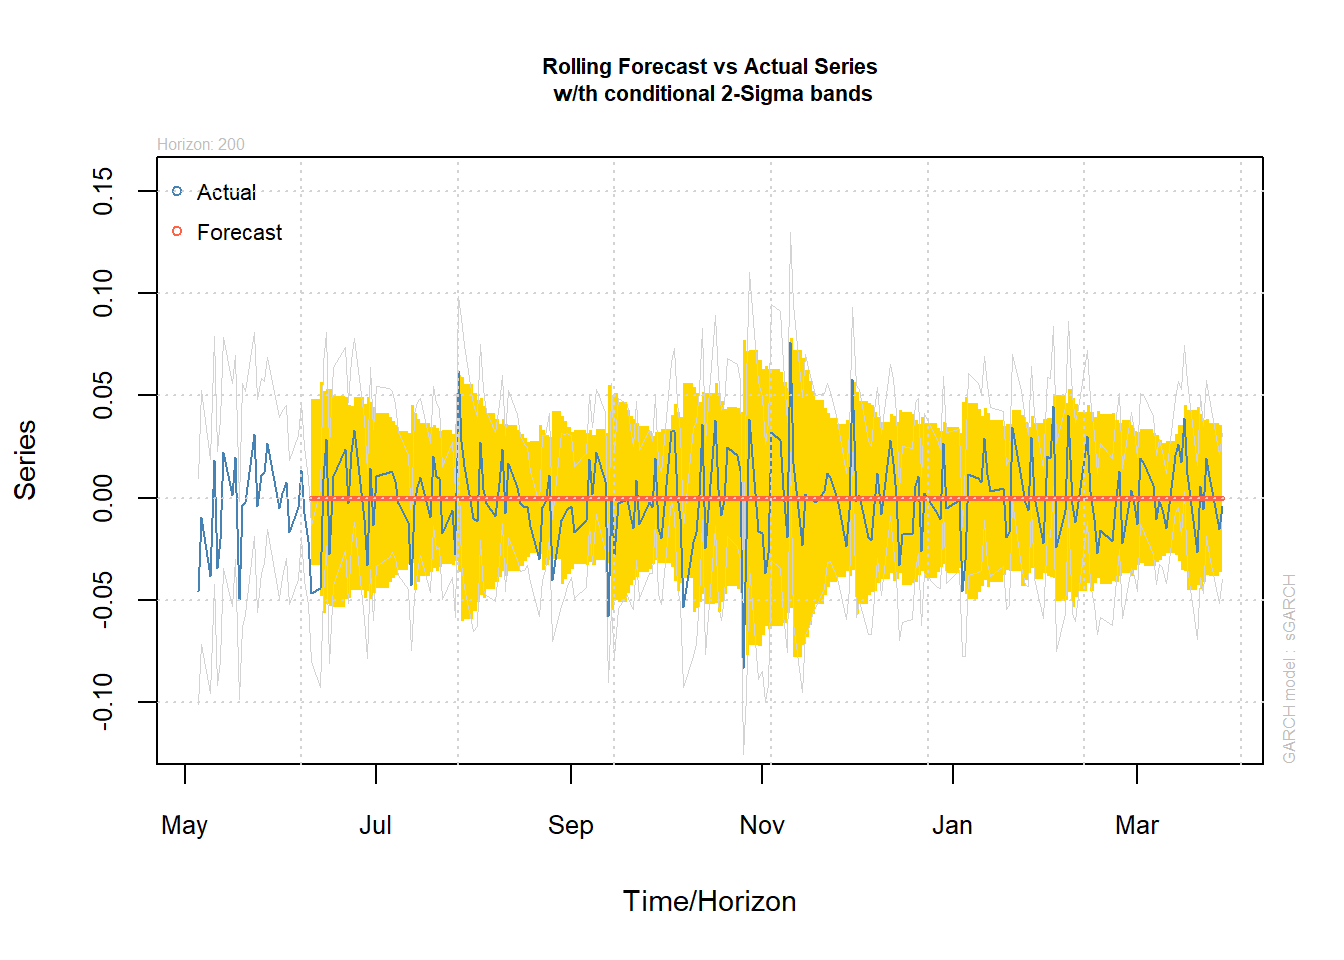 Rolling Forecast vs Actual Series
w/th conditional 2-Sigma bands
Horizon: 200
Actual
Forecast
Series
0.15
0.10
0.05
0.00
-0.05
-0.10
May
Jul
Sep
Nov
Jan
Mar
Time/Horizon
GARCH model : sGARCH